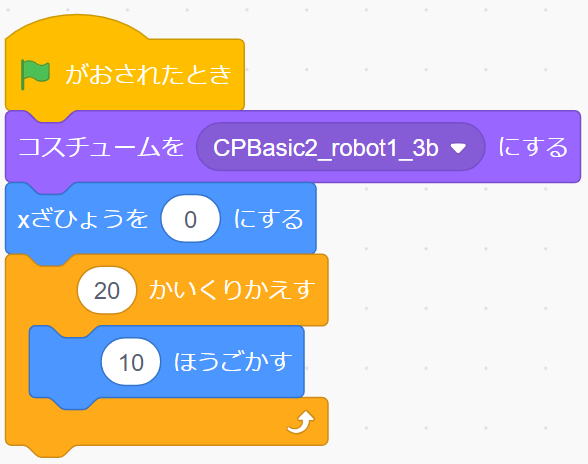 がおされたとき
コスチュームを CPBasic2_robot1_3b にする
xざひょうを 0 にする
20 かいくりかえす
10 ほうごかす